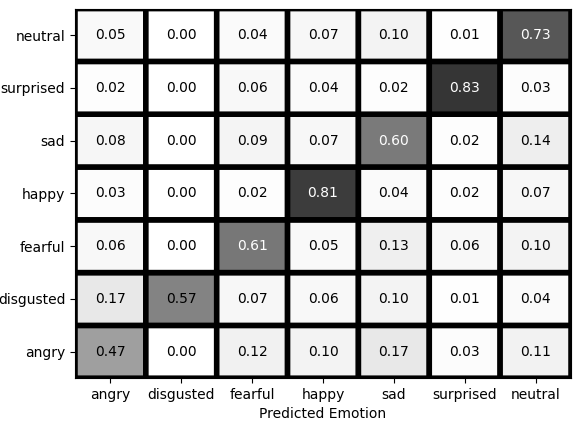 neutral 0.05 0.00 0.04 0.07 0.10 0.01 0.73
surprised 0.02 0.00 0.06 0.04 0.02 0.83 0.03
sad 0.08 0.00 0.09 0.07 0.60 0.02 0.14
happy 0.03 0.00 0.02 0.81 0.04 0.02 0.07
fearful 0.06 0.00 0.61 0.05 0.13 0.06 0.10
disgusted 0.17 0.57 0.07 0.06 0.10 0.01 0.04
angry 0.47 0.00 0.12 0.10 0.17 0.03 0.11
angry disgusted fearful happy sad surprised neutral
Predicted Emotion